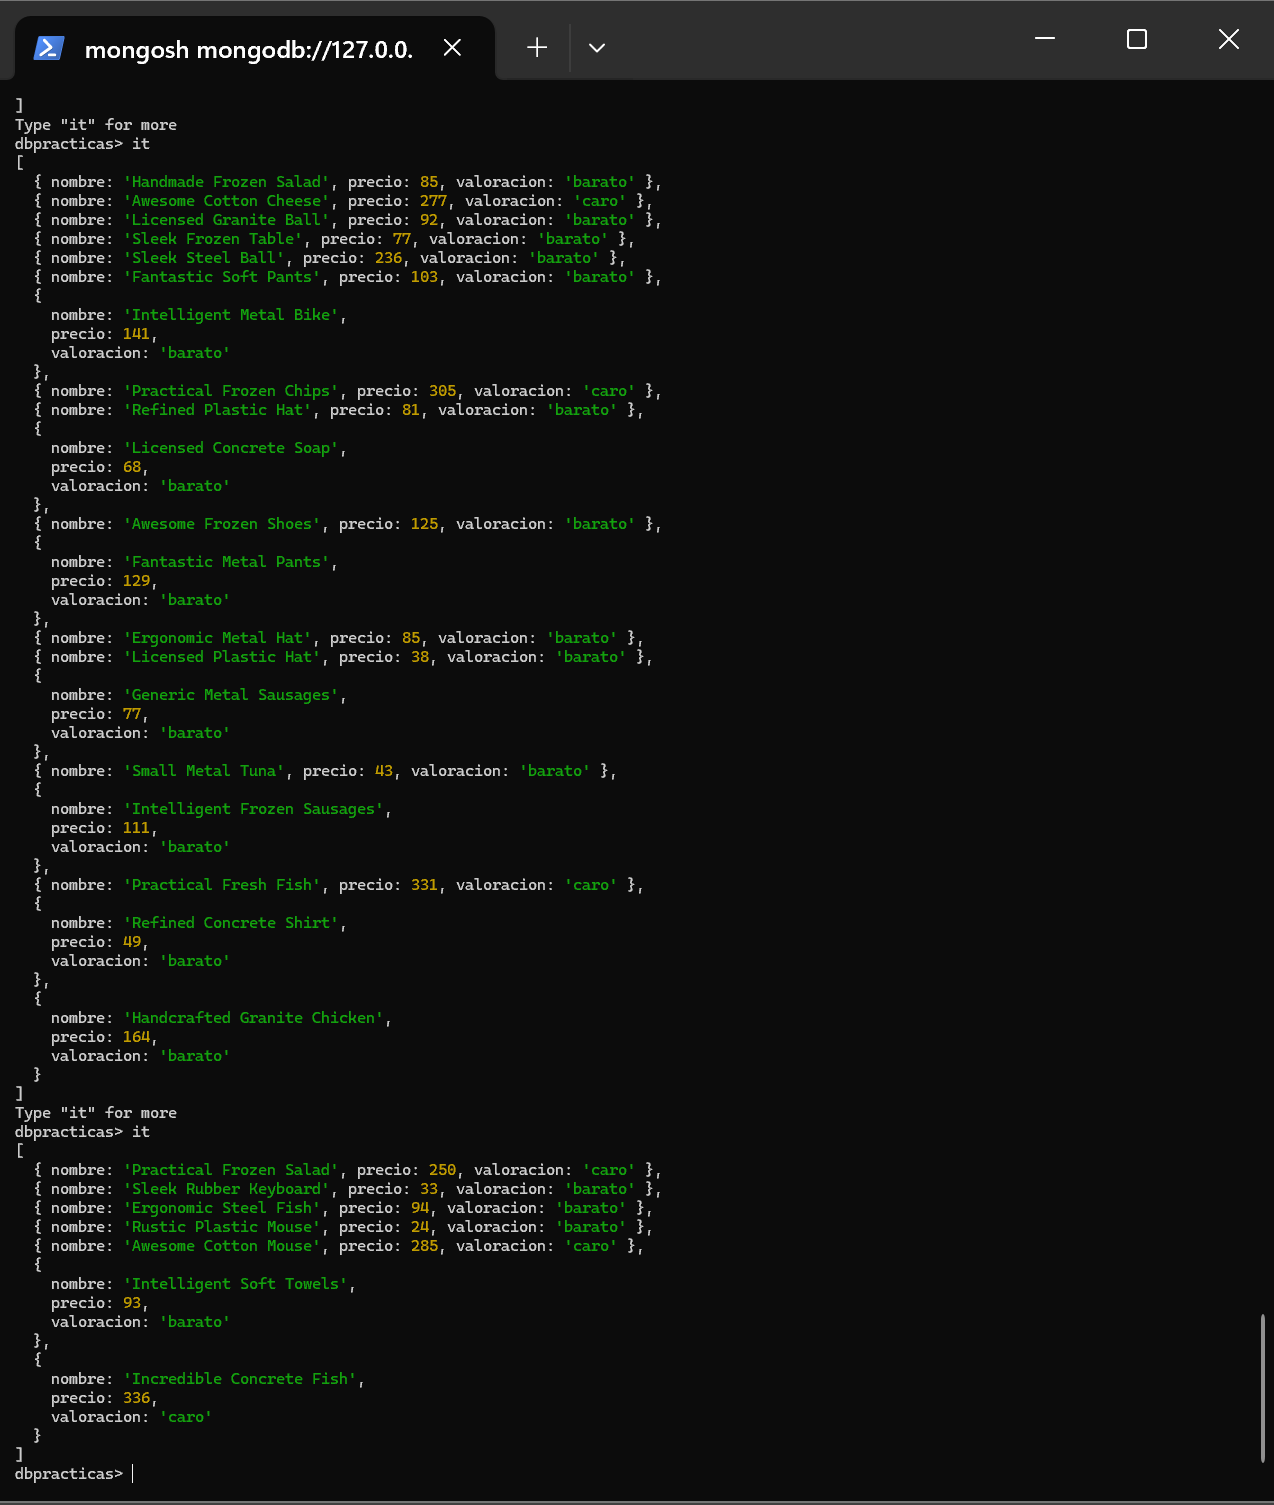 mongosh mongodb://127.0.0.
]
Type "it" for more
dbpracticas> it
[
  { nombre: 'Handmade Frozen Salad', precio: 85, valoracion: 'barato' },
  { nombre: 'Awesome Cotton Cheese', precio: 277, valoracion: 'caro' },
  { nombre: 'Licensed Granite Ball', precio: 92, valoracion: 'barato' },
  { nombre: 'Sleek Frozen Table', precio: 77, valoracion: 'barato' },
  { nombre: 'Sleek Steel Ball', precio: 236, valoracion: 'barato' },
  { nombre: 'Fantastic Soft Pants', precio: 103, valoracion: 'barato' },
  {
    nombre: 'Intelligent Metal Bike',
    precio: 141,
    valoracion: 'barato'
  },
  { nombre: 'Practical Frozen Chips', precio: 305, valoracion: 'caro' },
  { nombre: 'Refined Plastic Hat', precio: 81, valoracion: 'barato' },
  {
    nombre: 'Licensed Concrete Soap',
    precio: 68,
    valoracion: 'barato'
  },
  { nombre: 'Awesome Frozen Shoes', precio: 125, valoracion: 'barato' },
  {
    nombre: 'Fantastic Metal Pants',
    precio: 129,
    valoracion: 'barato'
  },
  { nombre: 'Ergonomic Metal Hat', precio: 85, valoracion: 'barato' },
  { nombre: 'Licensed Plastic Hat', precio: 38, valoracion: 'barato' },
  {
    nombre: 'Generic Metal Sausages',
    precio: 77,
    valoracion: 'barato'
  },
  { nombre: 'Small Metal Tuna', precio: 43, valoracion: 'barato' },
  {
    nombre: 'Intelligent Frozen Sausages',
    precio: 111,
    valoracion: 'barato'
  },
  { nombre: 'Practical Fresh Fish', precio: 331, valoracion: 'caro' },
  {
    nombre: 'Refined Concrete Shirt',
    precio: 49,
    valoracion: 'barato'
  },
  {
    nombre: 'Handcrafted Granite Chicken',
    precio: 164,
    valoracion: 'barato'
  }
]
Type "it" for more
dbpracticas> it
[
  { nombre: 'Practical Frozen Salad', precio: 250, valoracion: 'caro' },
  { nombre: 'Sleek Rubber Keyboard', precio: 33, valoracion: 'barato' },
  { nombre: 'Ergonomic Steel Fish', precio: 94, valoracion: 'barato' },
  { nombre: 'Rustic Plastic Mouse', precio: 24, valoracion: 'barato' },
  { nombre: 'Awesome Cotton Mouse', precio: 285, valoracion: 'caro' },
  {
    nombre: 'Intelligent Soft Towels',
    precio: 93,
    valoracion: 'barato'
  },
  {
    nombre: 'Incredible Concrete Fish',
    precio: 336,
    valoracion: 'caro'
  }
]
dbpracticas>